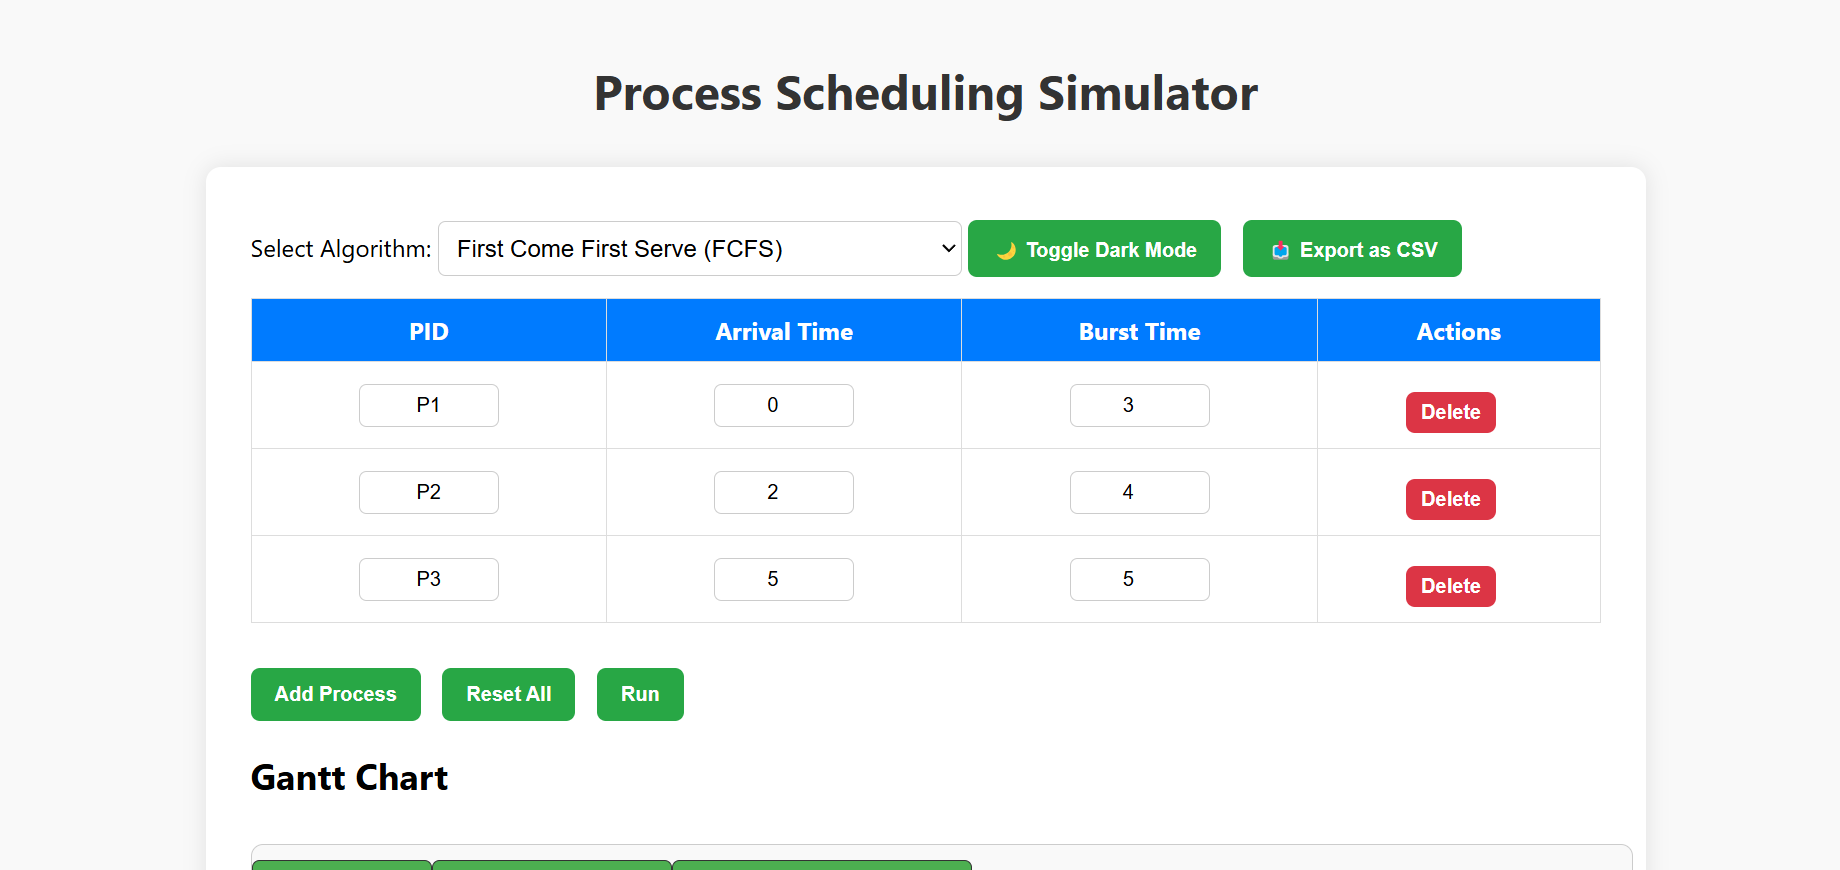 Process Scheduling Simulator
Select Algorithm: First Come First Serve (FCFS) 🌙 Toggle Dark Mode 📥 Export as CSV
PID Arrival Time Burst Time Actions
P1 0 3 Delete
P2 2 4 Delete
P3 5 5 Delete
Add Process Reset All Run
Gantt Chart